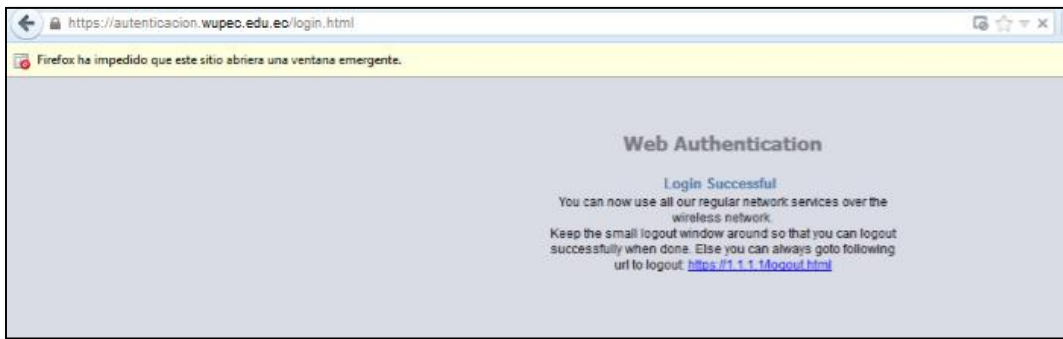 https://autenticacion.wupec.edu.ec/login.html
Firefox ha impedido que este sitio abriera una ventana emergente.
Web Authentication
Login Successful
You can now use all our regular network services over the
wireless network.
Keep the small logout window around so that you can logout
successfully when done. Else you can always goto following
url to logout: https://1.1.1.1/logout.html